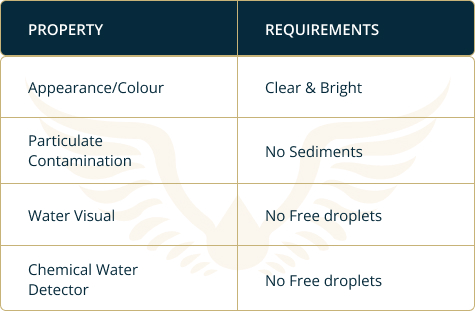 PROPERTY
REQUIREMENTS
Appearance/Colour
Clear & Bright
Particulate
Contamination
No Sediments
Water Visual
No Free droplets
Chemical Water
Detector
No Free droplets